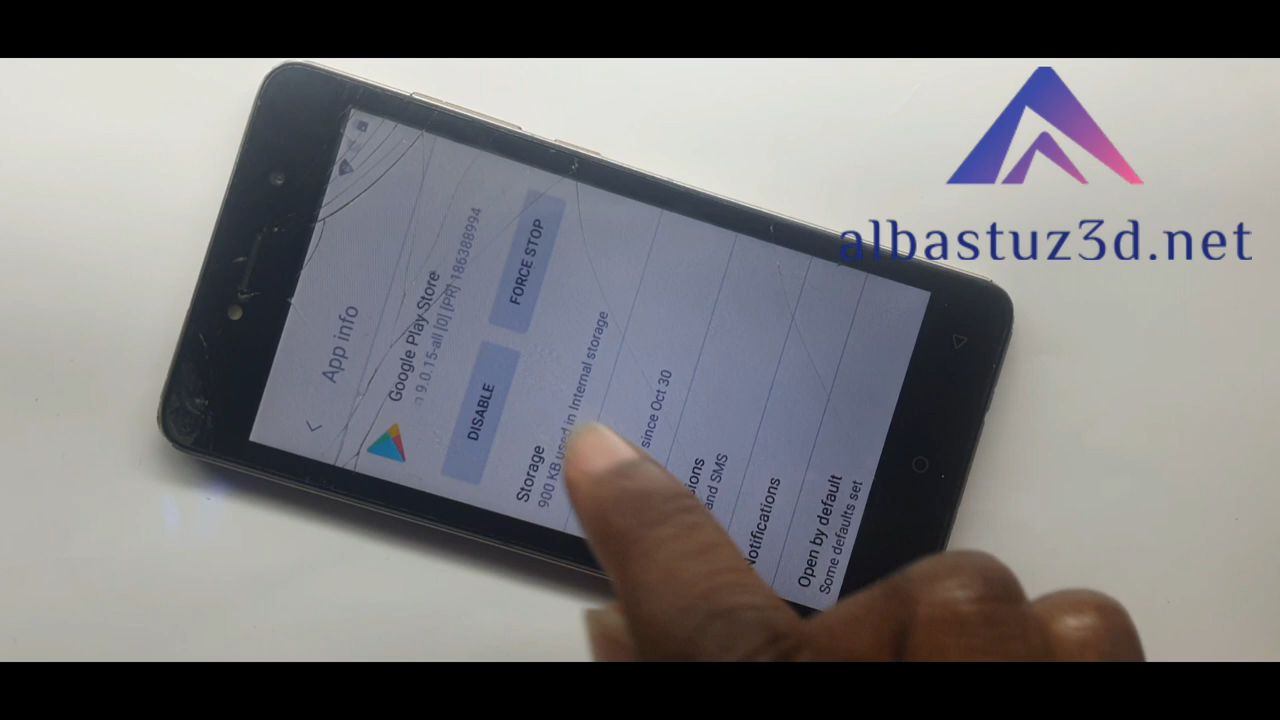 albastuz3d.net
App info
Google Play Store
9.0.15-all [0] [PR] 186388994
DISABLE
FORCE STOP
Storage
900 KB used in Internal storage
since Oct 30
and SMS
Notifications
Open by default
Some defaults set